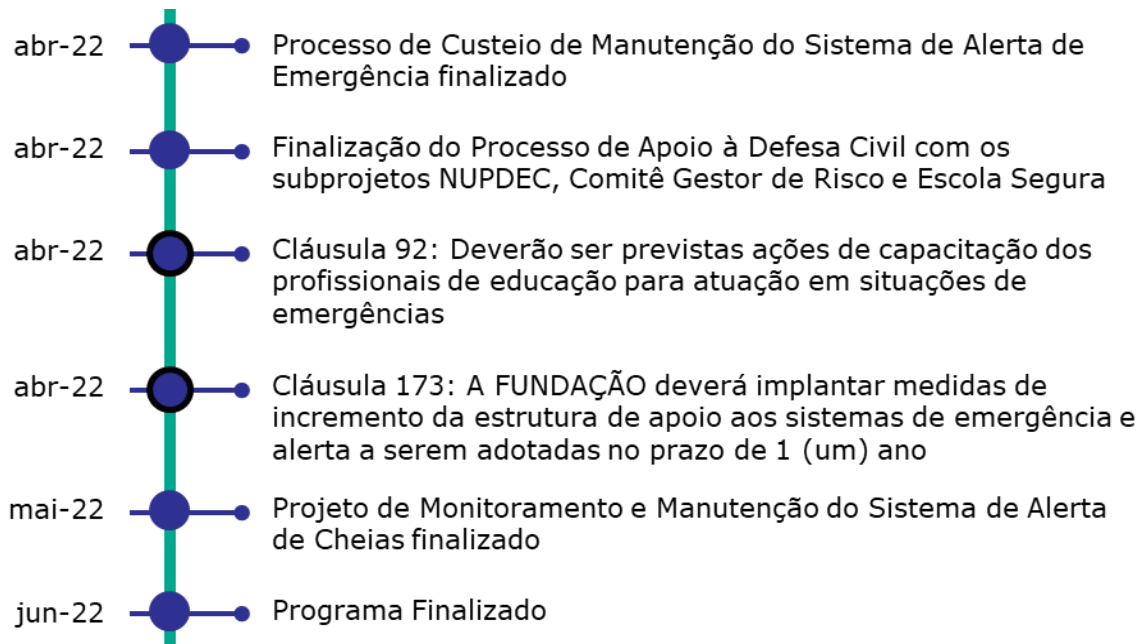 abr-22
Processo de Custeio de Manutenção do Sistema de Alerta de
Emergência finalizado
abr-22
Finalização do Processo de Apoio à Defesa Civil com os
subprojetos NUPDEC, Comitê Gestor de Risco e Escola Segura
abr-22
Cláusula 92: Deverão ser previstas ações de capacitação dos
profissionais de educação para atuação em situações de
emergências
abr-22
Cláusula 173: A FUNDAÇÃO deverá implantar medidas de
incremento da estrutura de apoio aos sistemas de emergência e
alerta a serem adotadas no prazo de 1 (um) ano
mai-22
Projeto de Monitoramento e Manutenção do Sistema de Alerta
de Cheias finalizado
jun-22
Programa Finalizado